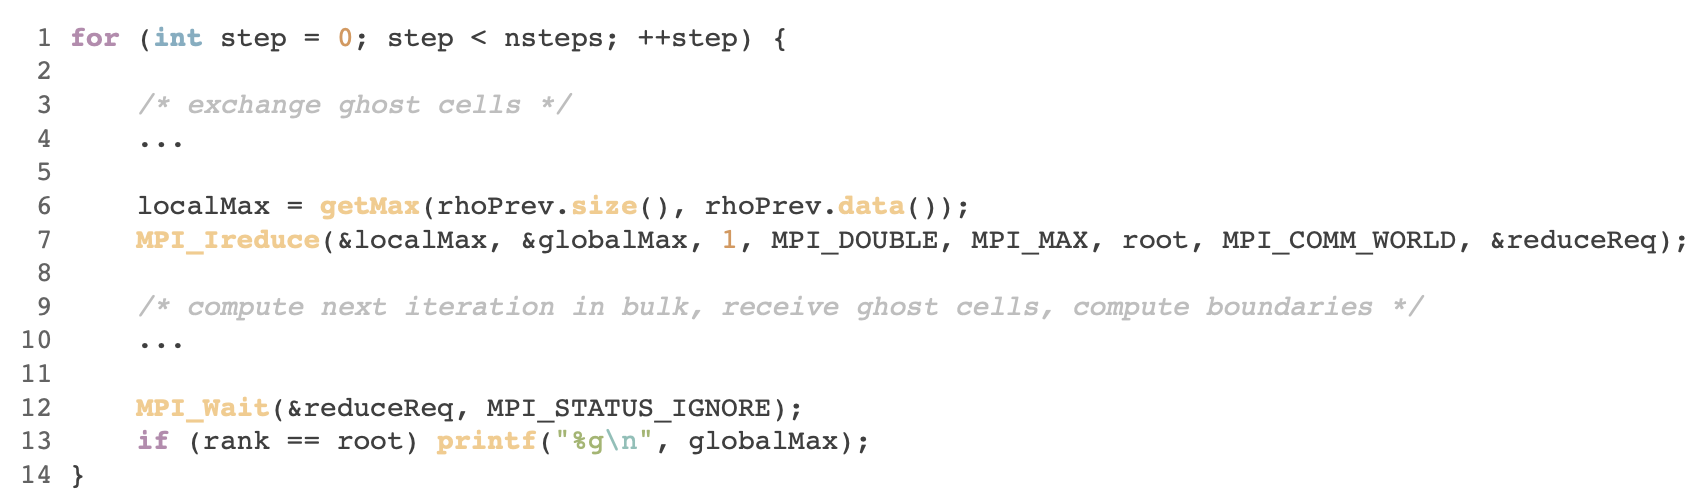 1 for (int step = 0; step < nsteps; ++step) {
2
3     /* exchange ghost cells */
4     ...
5
6     localMax = getMax(rhoPrev.size(), rhoPrev.data());
7     MPI_Ireduce(&localMax, &globalMax, 1, MPI_DOUBLE, MPI_MAX, root, MPI_COMM_WORLD, &reduceReq);
8
9     /* compute next iteration in bulk, receive ghost cells, compute boundaries */
10     ...
11
12     MPI_Wait(&reduceReq, MPI_STATUS_IGNORE);
13     if (rank == root) printf("%g\n", globalMax);
14 }